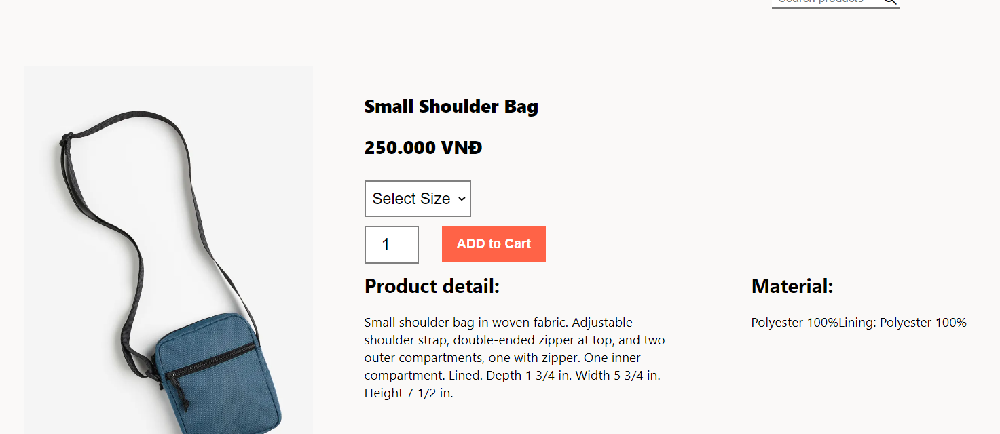 Search products
Small Shoulder Bag
250.000 VNĐ
Select Size
1
ADD to Cart
Product detail:
Small shoulder bag in woven fabric. Adjustable
shoulder strap, double-ended zipper at top, and two
outer compartments, one with zipper. One inner
compartment. Lined. Depth 1 3/4 in. Width 5 3/4 in.
Height 7 1/2 in.
Material:
Polyester 100%Lining: Polyester 100%